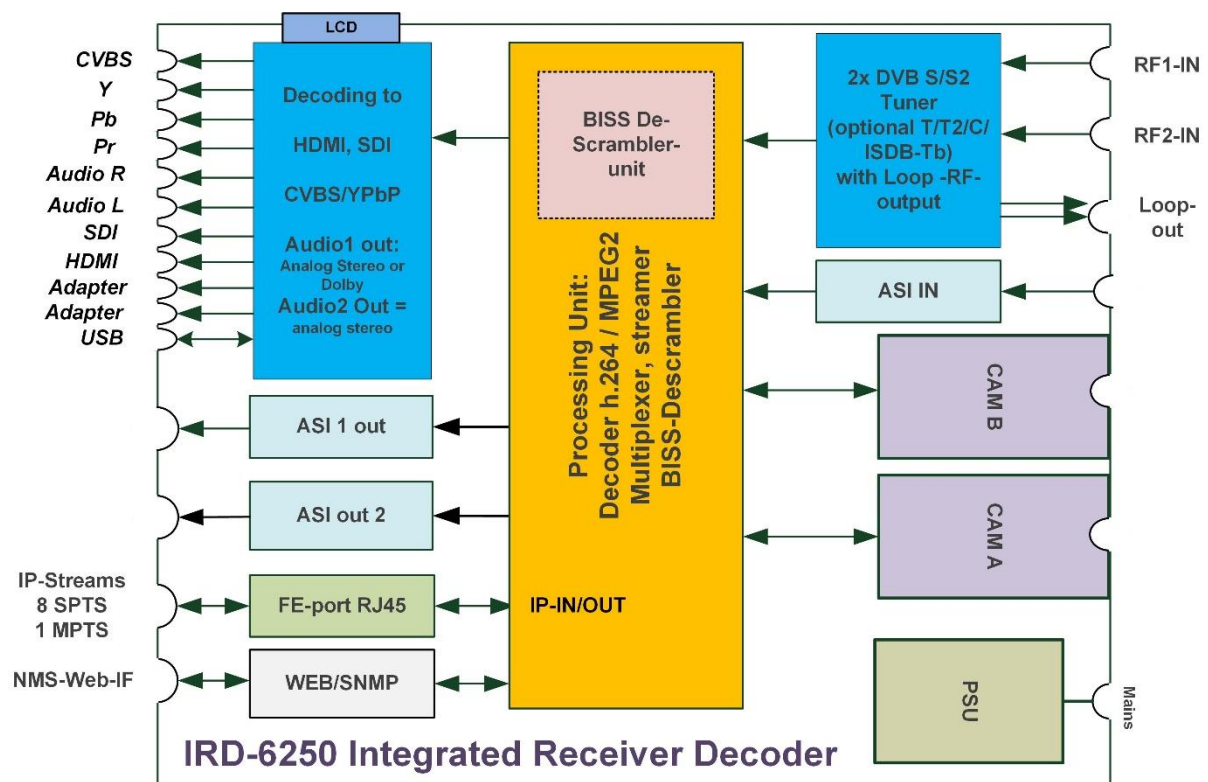 LCD
CVBS
Y
Pb
Pr
Audio R
Audio L
SDI
HDMI
Adapter
Adapter
USB
Decoding to
HDMI, SDI
CVBS/YPbP
Audio1 out:
Analog Stereo or
Dolby
Audio2 Out =
analog stereo
BISS De-
Scrambler-
unit
Processing Unit:
Decoder h.264 / MPEG2
Multiplexer, streamer
BISS-Descrambler
2x DVB S/S2
Tuner
(optional T/T2/C/
ISDB-Tb)
with Loop -RF-
output
RF1-IN
RF2-IN
Loop-
out
ASI IN
CAM B
CAM A
ASI 1 out
ASI out 2
IP-Streams
8 SPTS
1 MPTS
FE-port RJ45
IP-IN/OUT
NMS-Web-IF
WEB/SNMP
PSU
Mains
IRD-6250 Integrated Receiver Decoder